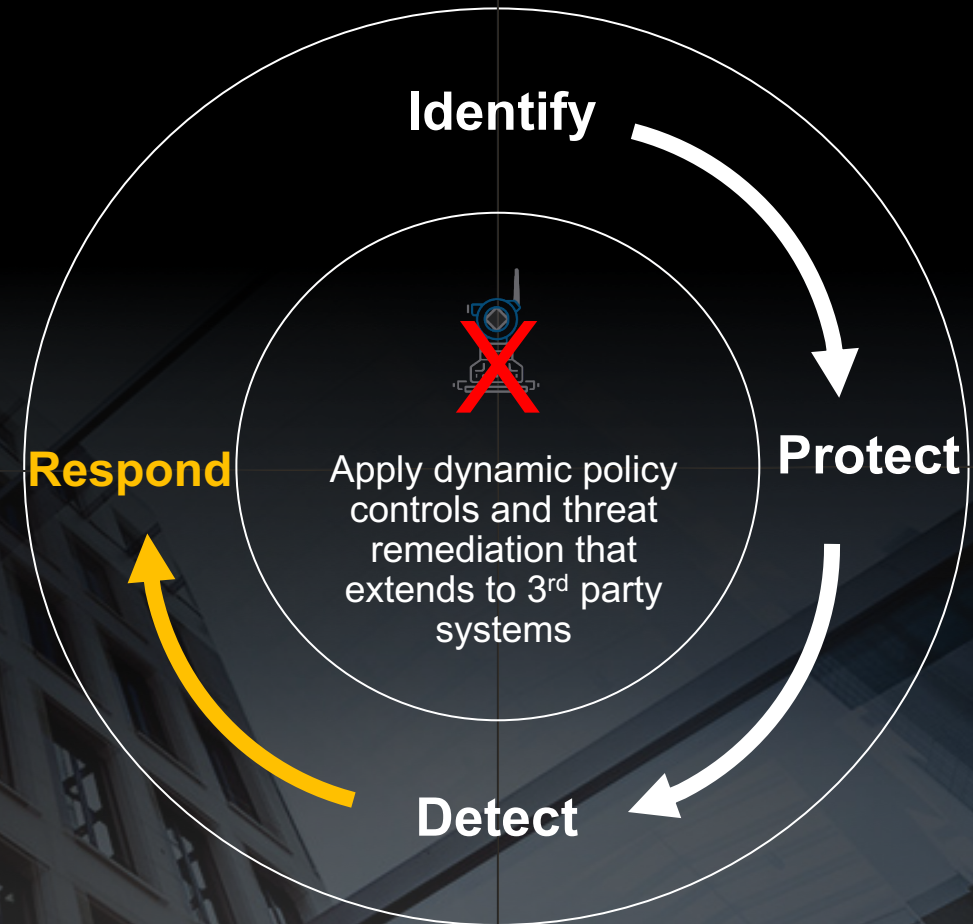 Identify
Protect
Detect
Respond
X
Apply dynamic policy
controls and threat
remediation that
extends to 3rd party
systems